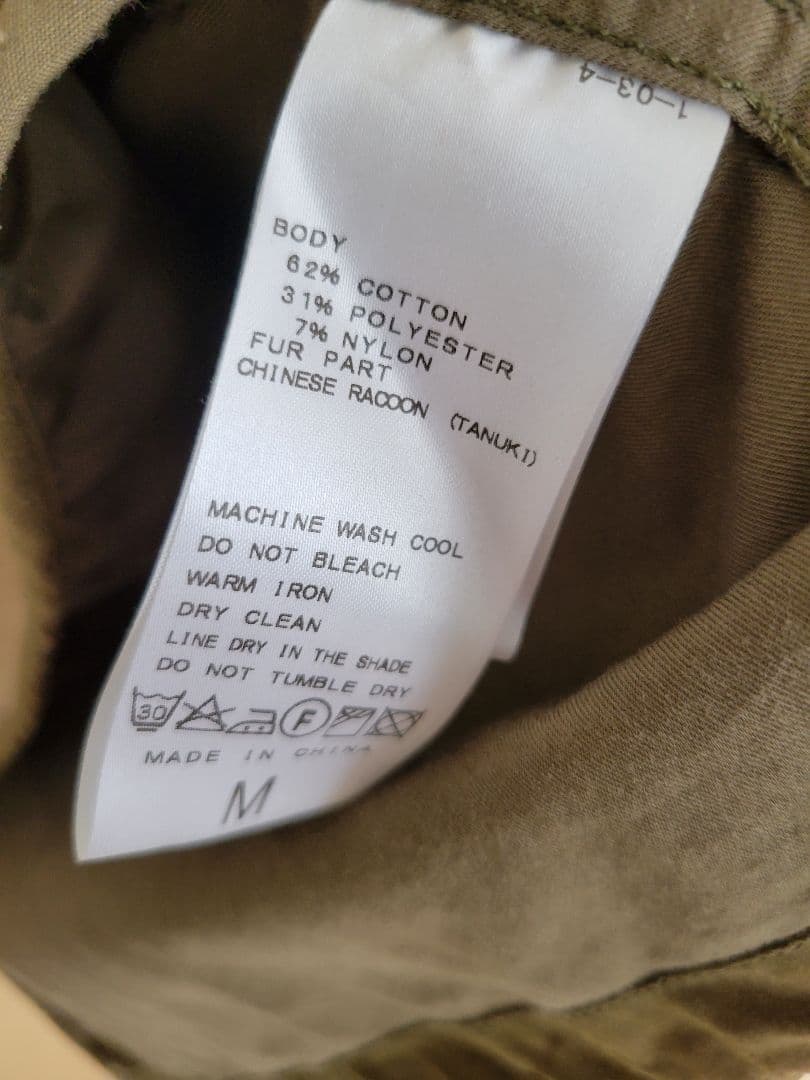 1-03-4
BODY
62% COTTON
31% POLYESTER
7% NYLON
FUR PART
CHINESE RACOON (TANUKI)
MACHINE WASH COOL
DO NOT BLEACH
WARM IRON
DRY CLEAN
LINE DRY IN THE SHADE
DO NOT TUMBLE DRY
30 F
MADE IN CHINA
M